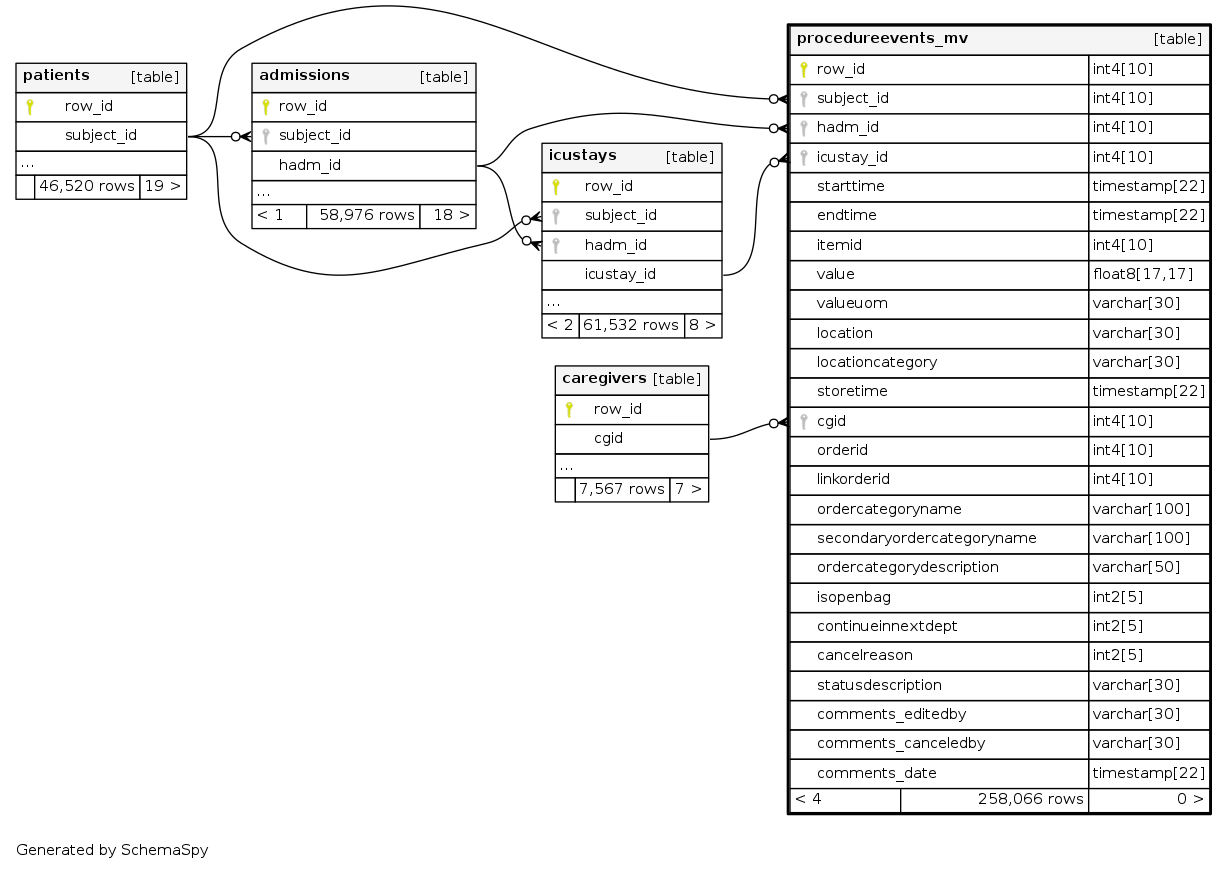 patients [table]
row_id
subject_id
...
46,520 rows 19 >
admissions [table]
row_id
subject_id
hadm_id
...
< 1 58,976 rows 18 >
icustays [table]
row_id
subject_id
hadm_id
icustay_id
...
< 2 61,532 rows 8 >
caregivers [table]
row_id
cgid
...
7,567 rows 7 >
procedureevents_mv [table]
row_id int4[10]
subject_id int4[10]
hadm_id int4[10]
icustay_id int4[10]
starttime timestamp[22]
endtime timestamp[22]
itemid int4[10]
value float8[17,17]
valueuom varchar[30]
location varchar[30]
locationcategory varchar[30]
storetime timestamp[22]
cgid int4[10]
orderid int4[10]
linkorderid int4[10]
ordercategoryname varchar[100]
secondaryordercategoryname varchar[100]
ordercategorydescription varchar[50]
isopenbag int2[5]
continueinnextdept int2[5]
cancelreason int2[5]
statusdescription varchar[30]
comments_editedby varchar[30]
comments_canceledby varchar[30]
comments_date timestamp[22]
< 4 258,066 rows 0 >
Generated by SchemaSpy